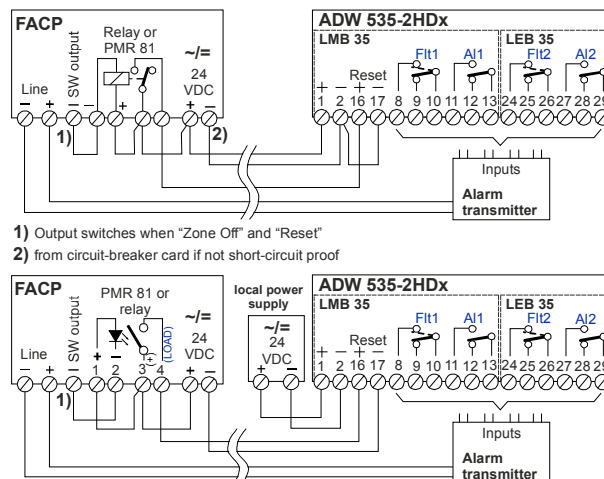 FACP
Relay or
PMR 81
~/=
24
VDC
SW output
Line
– + – – + + –
1)
2)
ADW 535-2HDx
LMB 35
LEB 35
Flt1
Al1
Flt2
Al2
Reset
+ – + –
1 2 16 17 8 9 10 11 12 13 24 25 26 27 28 29
Inputs
Alarm
transmitter
1) Output switches when “Zone Off” and “Reset”
2) from circuit-breaker card if not short-circuit proof
FACP
PMR 81 or
relay
~/=
24
VDC
SW output
(LOAD)
(+)
Line
+ –
– + – 1 2 3 4 + –
1)
local power
supply
~/=
24
VDC
+ –
ADW 535-2HDx
LMB 35
LEB 35
Flt1
Al1
Flt2
Al2
Reset
+ – + –
1 2 16 17 8 9 10 11 12 13 24 25 26 27 28 29
Inputs
Alarm
transmitter